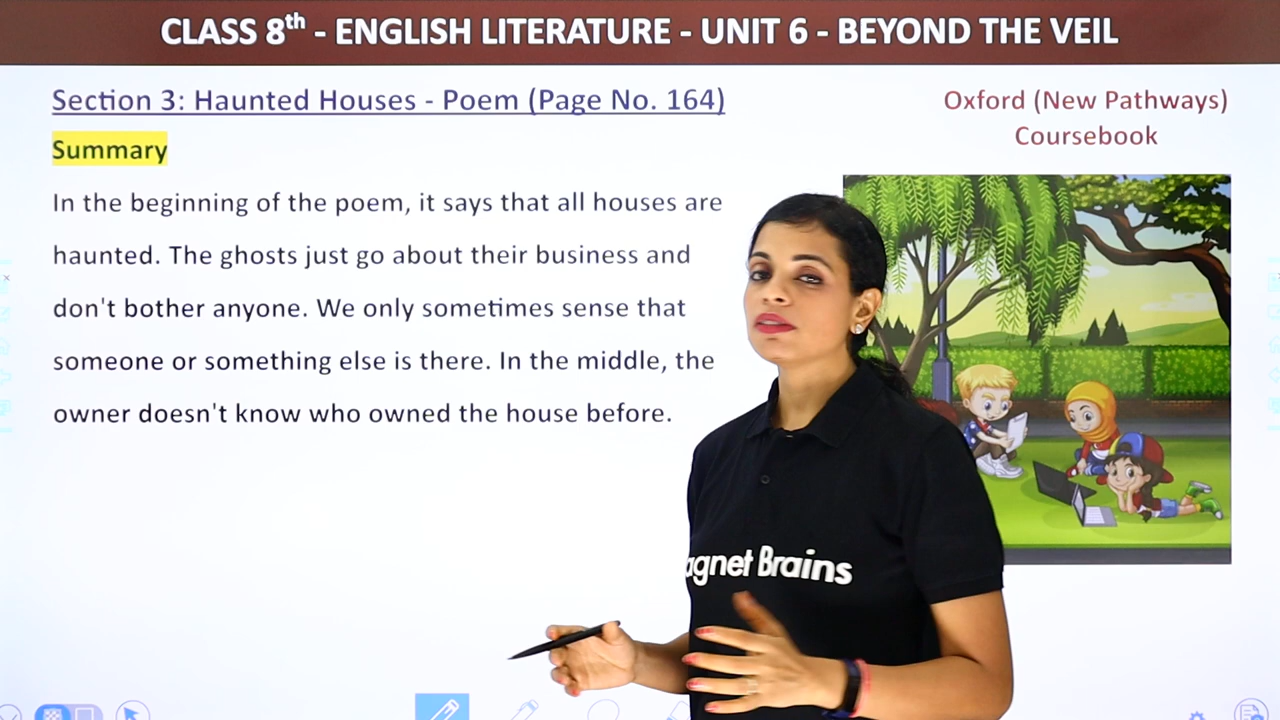 CLASS 8th - ENGLISH LITERATURE - UNIT 6 - BEYOND THE VEIL
Section 3: Haunted Houses - Poem (Page No. 164)
Oxford (New Pathways)
Coursebook
Summary
In the beginning of the poem, it says that all houses are
haunted. The ghosts just go about their business and
don't bother anyone. We only sometimes sense that
someone or something else is there. In the middle, the
owner doesn't know who owned the house before.
agnet Brains